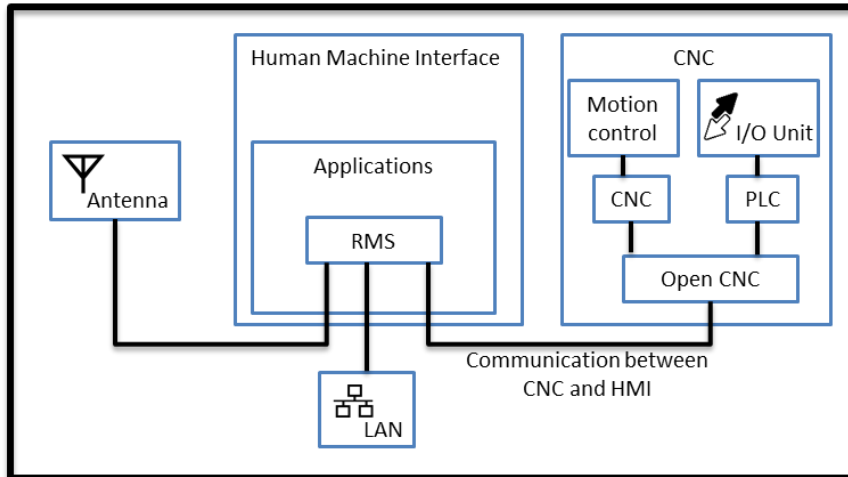 Human Machine Interface
CNC
Motion
control
I/O Unit
Antenna
Applications
CNC
PLC
RMS
Open CNC
Communication between
CNC and HMI
LAN